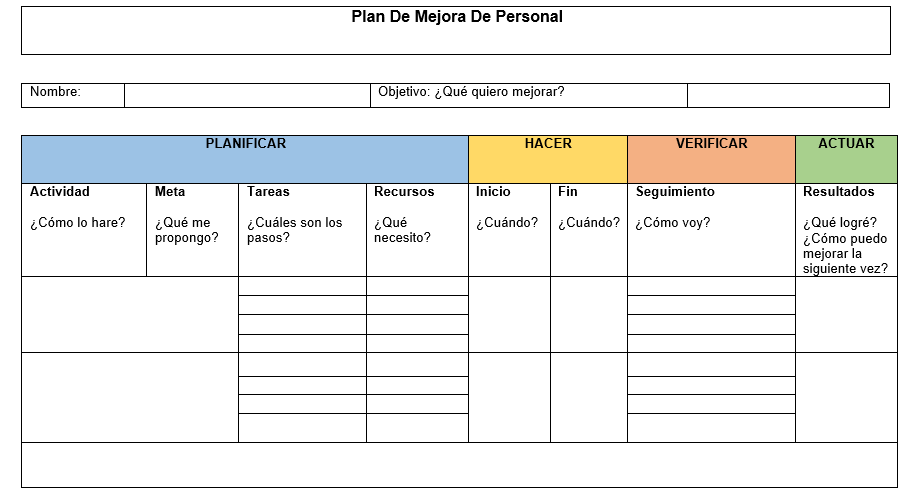 Plan De Mejora De Personal
Nombre:
Objetivo: ¿Qué quiero mejorar?
PLANIFICAR
HACER
VERIFICAR
ACTUAR
Actividad
¿Cómo lo hare?
Meta
¿Qué me
propongo?
Tareas
¿Cuáles son los
pasos?
Recursos
¿Qué
necesito?
Inicio
¿Cuándo?
Fin
¿Cuándo?
Seguimiento
¿Cómo voy?
Resultados
¿Qué logré?
¿Cómo puedo
mejorar la
siguiente vez?